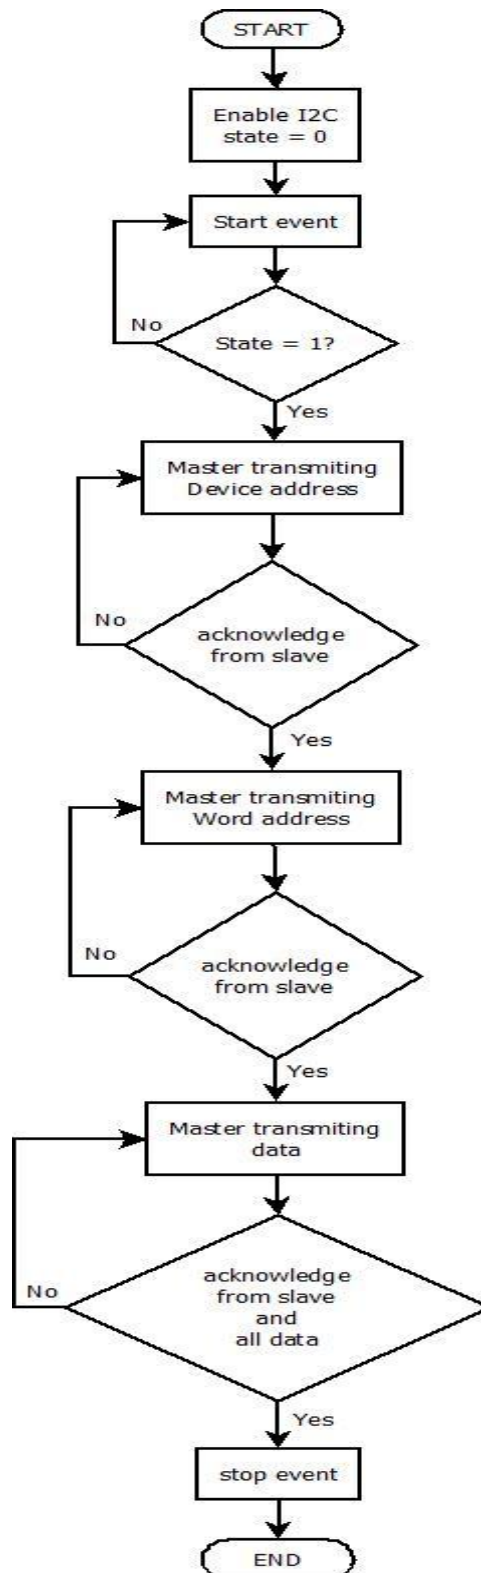 START
Enable I2C
state = 0
Start event
No
State = 1?
Yes
Master transmiting
Device address
No
acknowledge
from slave
Yes
Master transmiting
Word address
No
acknowledge
from slave
Yes
Master transmiting
data
No
acknowledge
from slave
and
all data
Yes
stop event
END